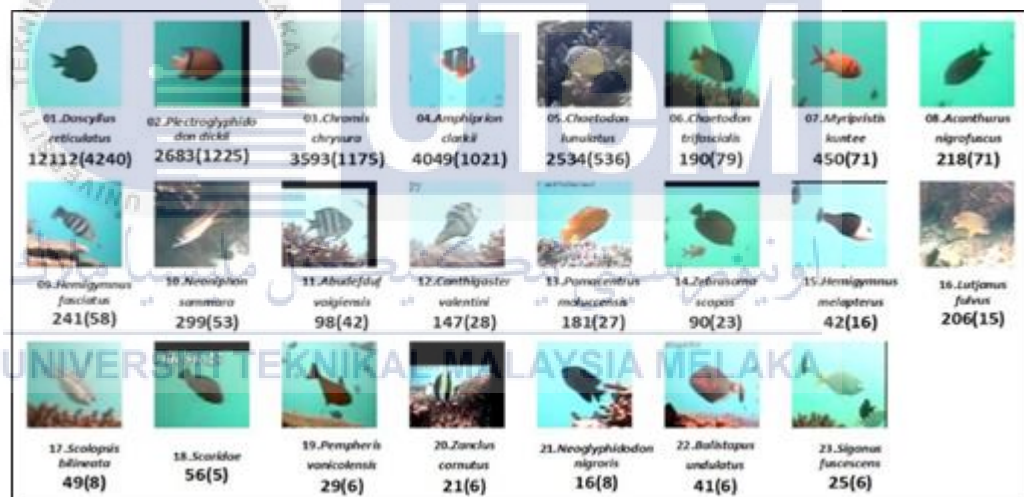 UTeM
01.Dascyllus
reticulatus
12112(4240)
02.Plectroglyphido
don dickii
2683(1225)
03.Chromis
chrysura
3593(1175)
04.Amphiprion
clarkii
4049(1021)
05.Chaetodon
lunulatus
2534(536)
06.Chaetodon
trifascialis
190(79)
07.Myripristis
kuntee
450(71)
08.Acanthurus
nigrofuscus
218(71)
09.Hemigymnus
fasciatus
241(58)
10.Neoniphon
sammara
299(53)
11.Abudefduf
vaigiensis
98(42)
12.Canthigaster
valentini
147(28)
13.Pomacentrus
moluccensis
181(27)
14.Zebrasoma
scopas
90(23)
15.Hemigymnus
melapterus
42(16)
16.Lutjanus
fulvus
206(15)
UNIVERSITI TEKNIKAL MALAYSIA MELAKA
17.Scolopsis
bilineata
49(8)
18.Scaridae
56(5)
19.Pempheris
vanicolensis
29(6)
20.Zanclus
cornutus
21(6)
21.Neoglyphidodon
nigroris
16(8)
22.Balistapus
undulatus
41(6)
23.Siganus
fuscescens
25(6)